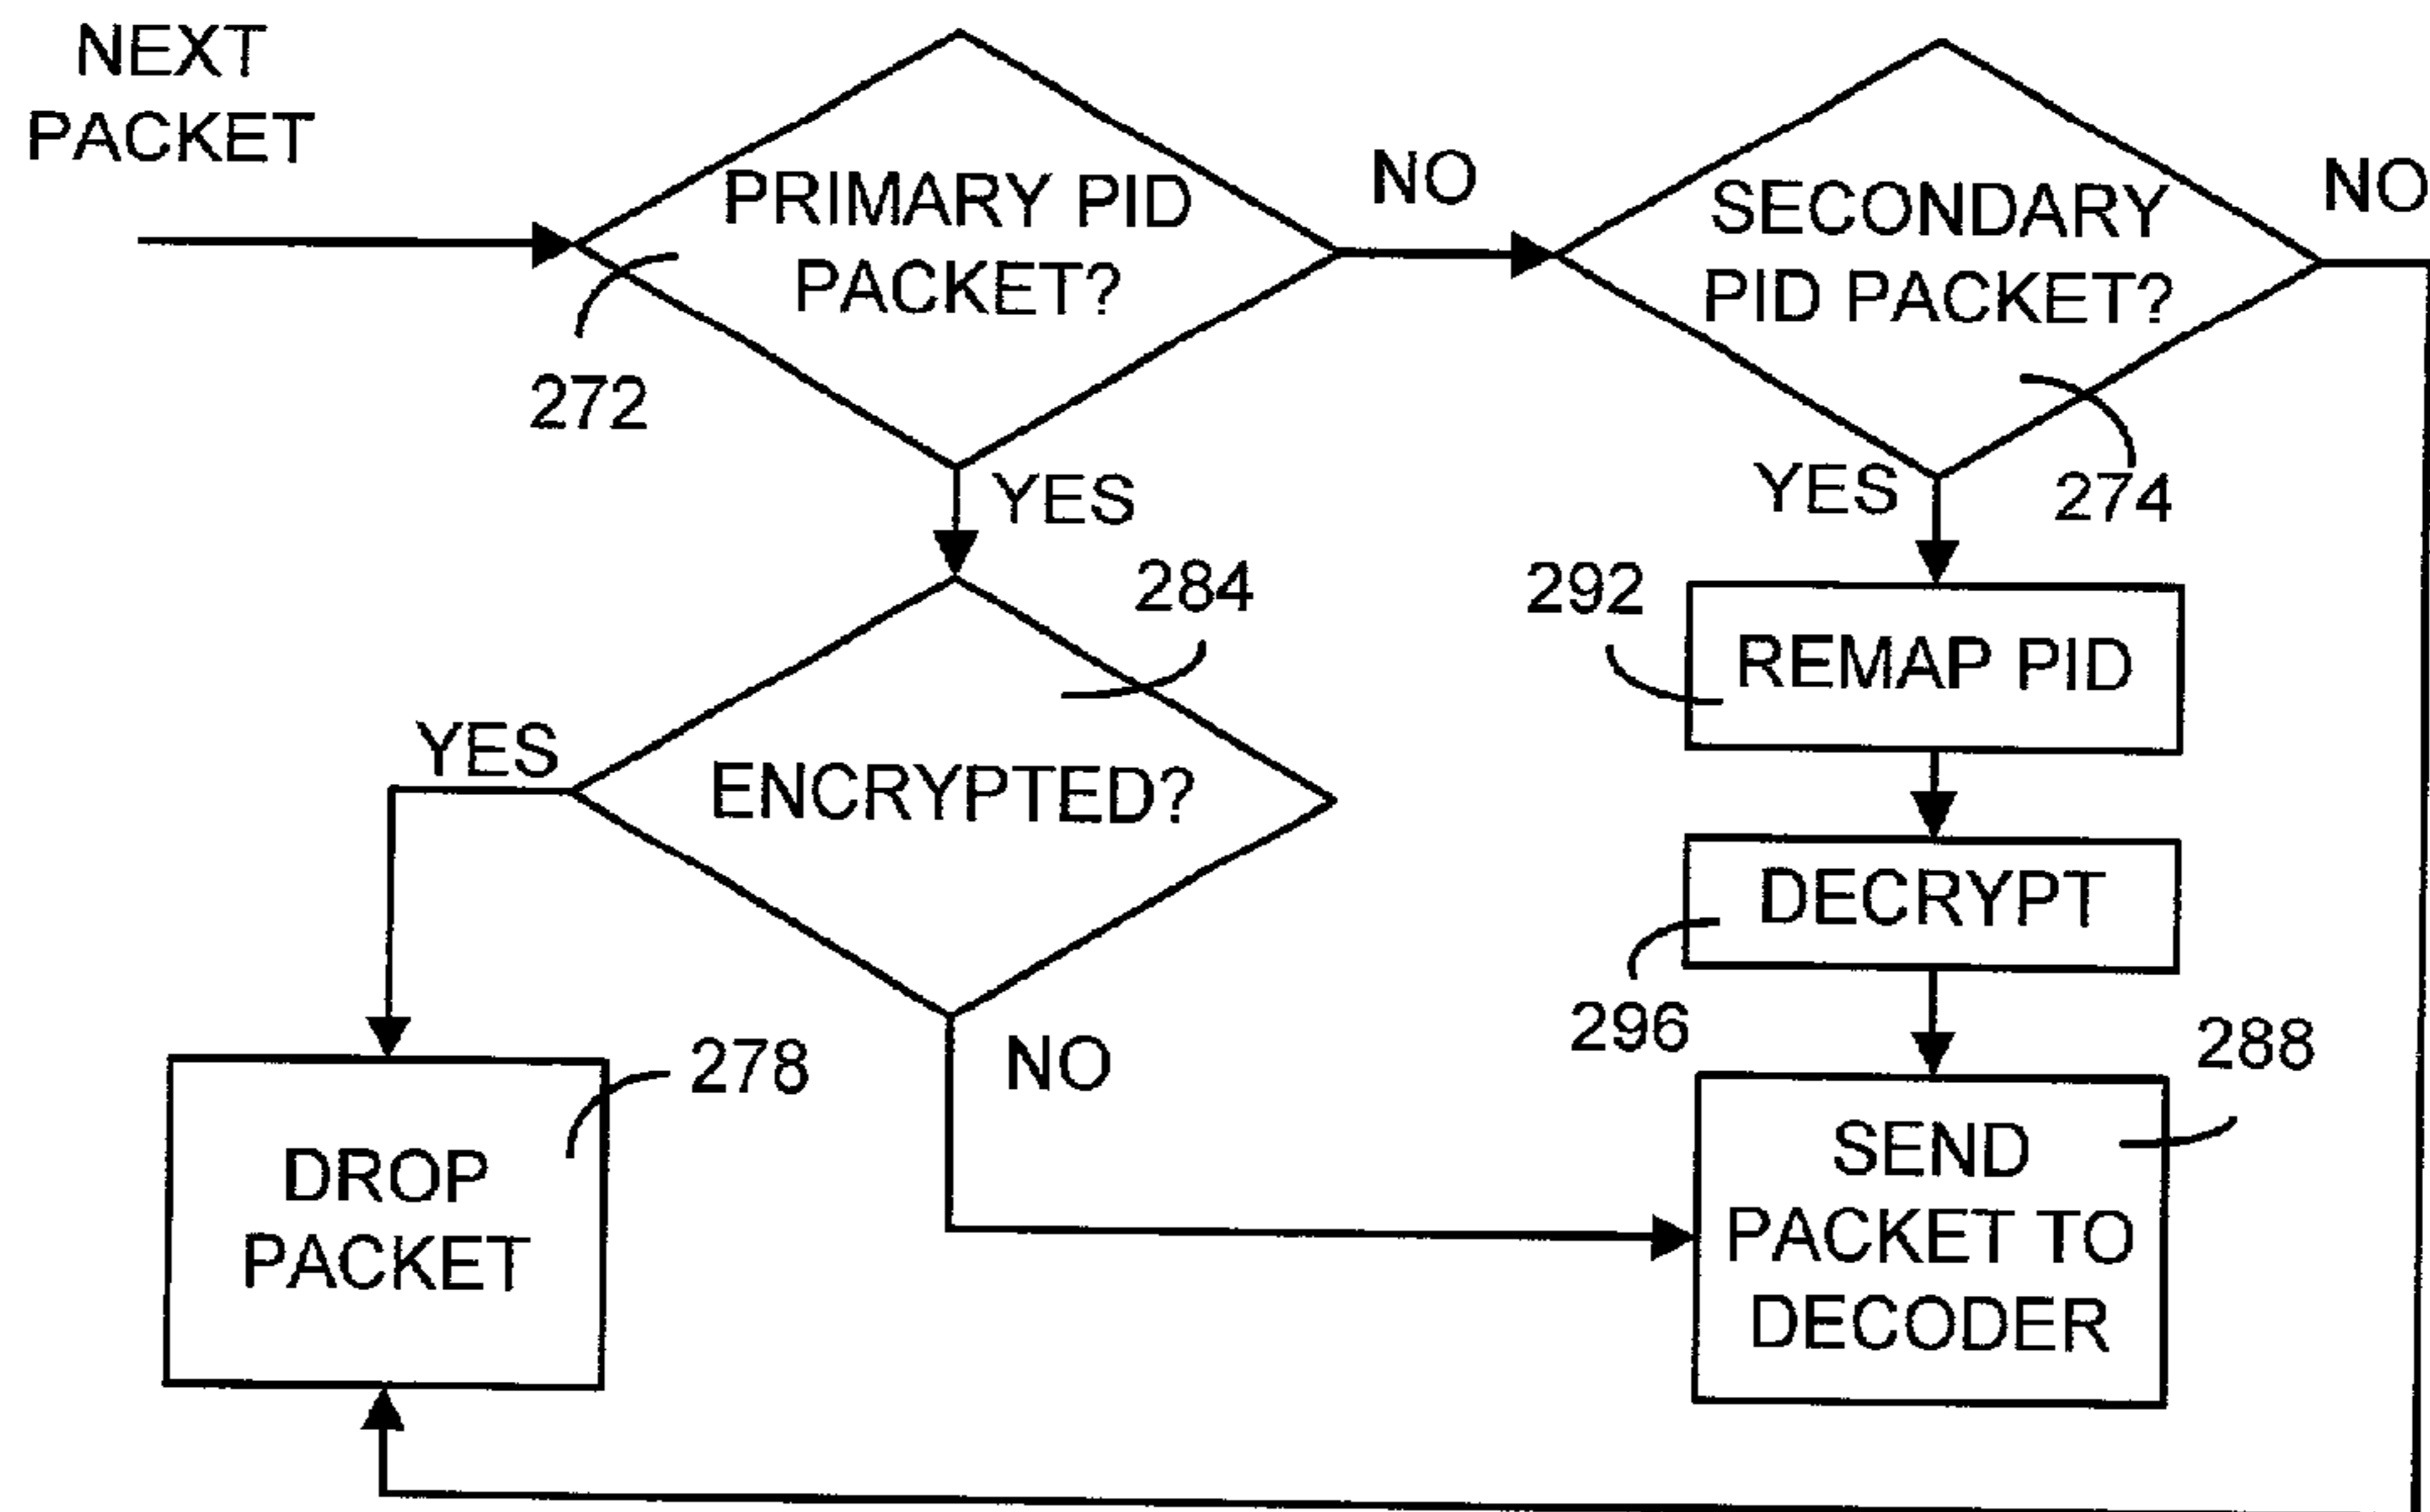 NEXT
PACKET
PRIMARY PID
PACKET?
272
NO
SECONDARY
PID PACKET?
274
NO
YES
YES
284
ENCRYPTED?
YES
NO
292
REMAP PID
DECRYPT
296
278
DROP
PACKET
288
SEND
PACKET TO
DECODER